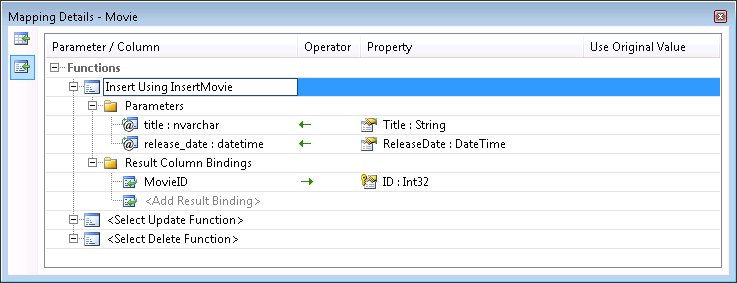 Mapping Details - Movie
Parameter / Column Operator Property Use Original Value
Functions
Insert Using InsertMovie
Parameters
title : nvarchar ← Title : String
release_date : datetime ← ReleaseDate : DateTime
Result Column Bindings
MovieID → ID : Int32
<Add Result Binding>
<Select Update Function>
<Select Delete Function>